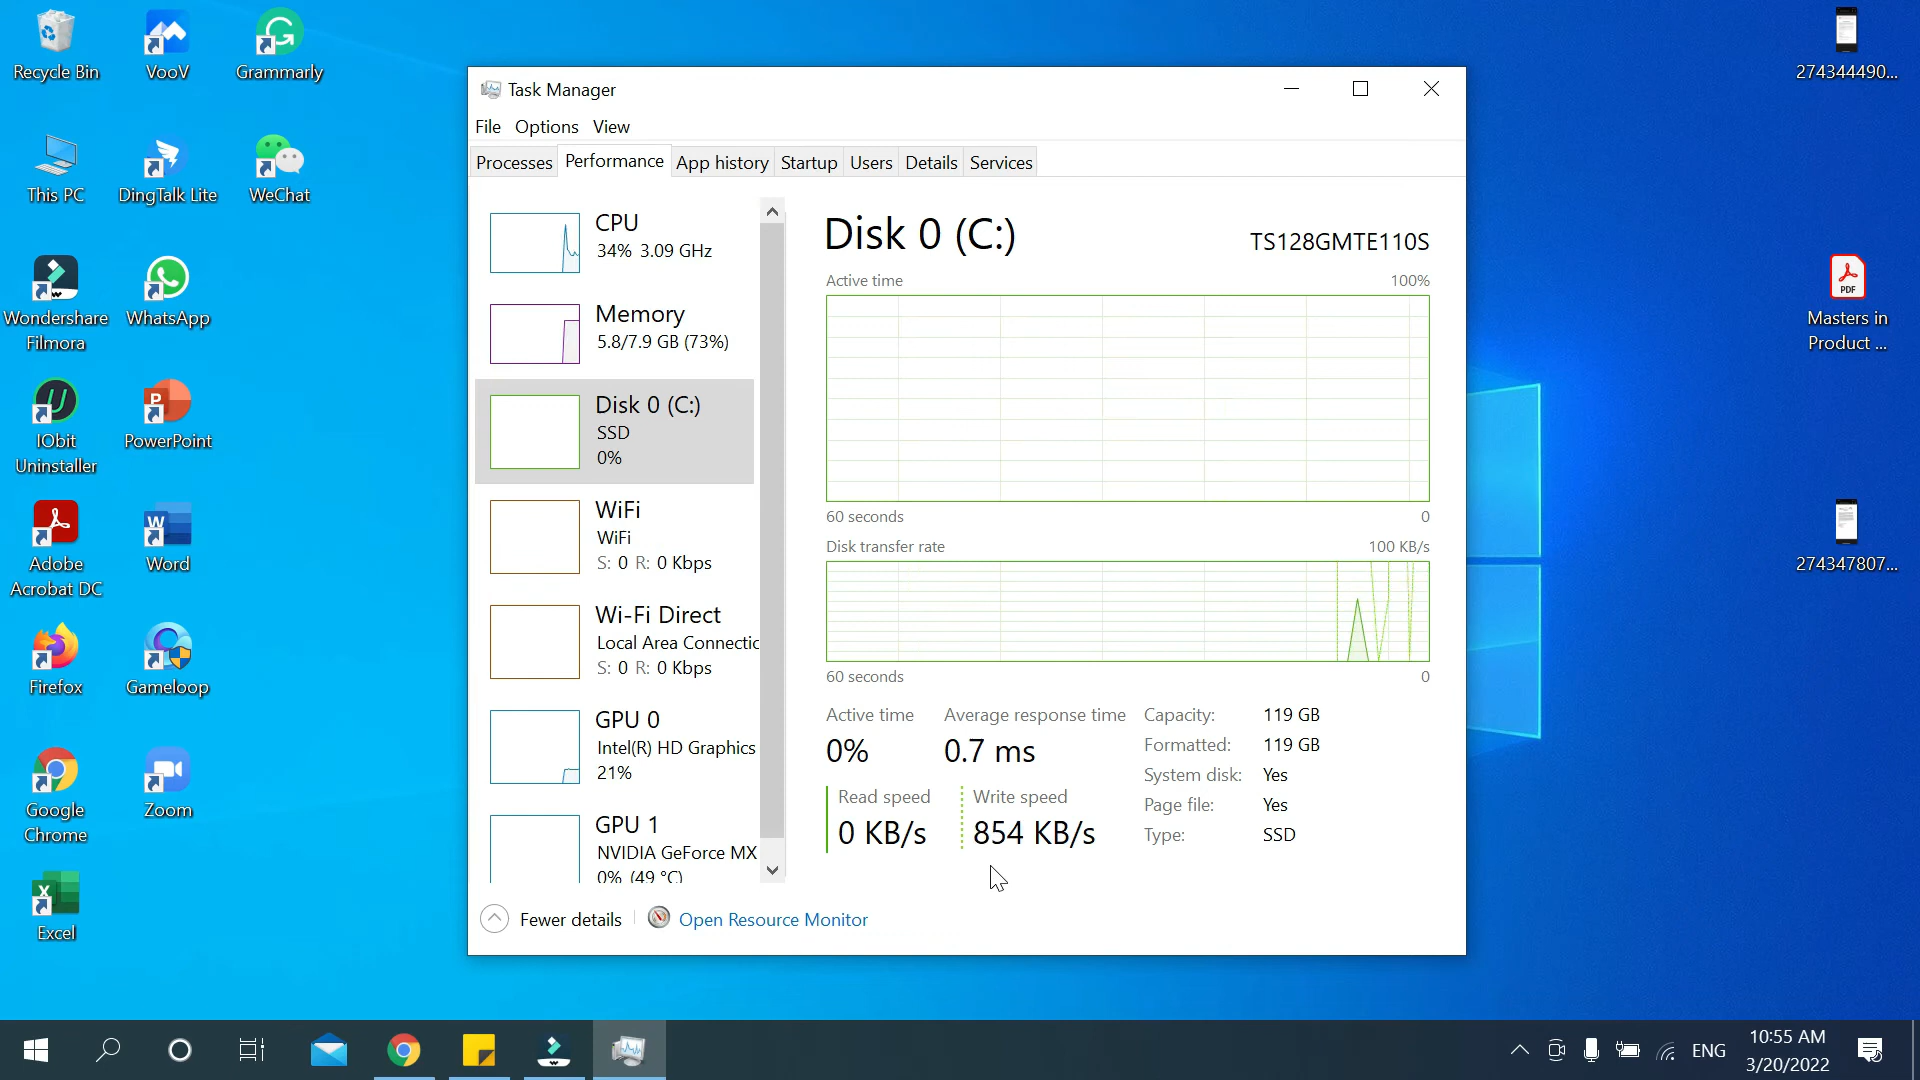 Recycle Bin
VooV
Grammarly
This PC
DingTalk Lite
WeChat
Wondershare
Filmora
WhatsApp
IObit
Uninstaller
PowerPoint
Adobe
Acrobat DC
Word
Firefox
Gameloop
Google
Chrome
Zoom
Excel
Task Manager
File Options View
Processes Performance App history Startup Users Details Services
CPU
34% 3.09 GHz
Memory
5.8/7.9 GB (73%)
Disk 0 (C:)
SSD
0%
WiFi
WiFi
S: 0 R: 0 Kbps
Wi-Fi Direct
Local Area Connectic
S: 0 R: 0 Kbps
GPU 0
Intel(R) HD Graphics
21%
GPU 1
NVIDIA GeForce MX
0% (49 °C)
Disk 0 (C:)
TS128GMTE110S
Active time 100%
60 seconds 0
Disk transfer rate 100 KB/s
60 seconds 0
Active time
0%
Average response time
0.7 ms
Read speed
0 KB/s
Write speed
854 KB/s
Capacity: 119 GB
Formatted: 119 GB
System disk: Yes
Page file: Yes
Type: SSD
Fewer details
Open Resource Monitor
274344490...
PDF
Masters in
Product ...
274347807...
ENG
10:55 AM
3/20/2022